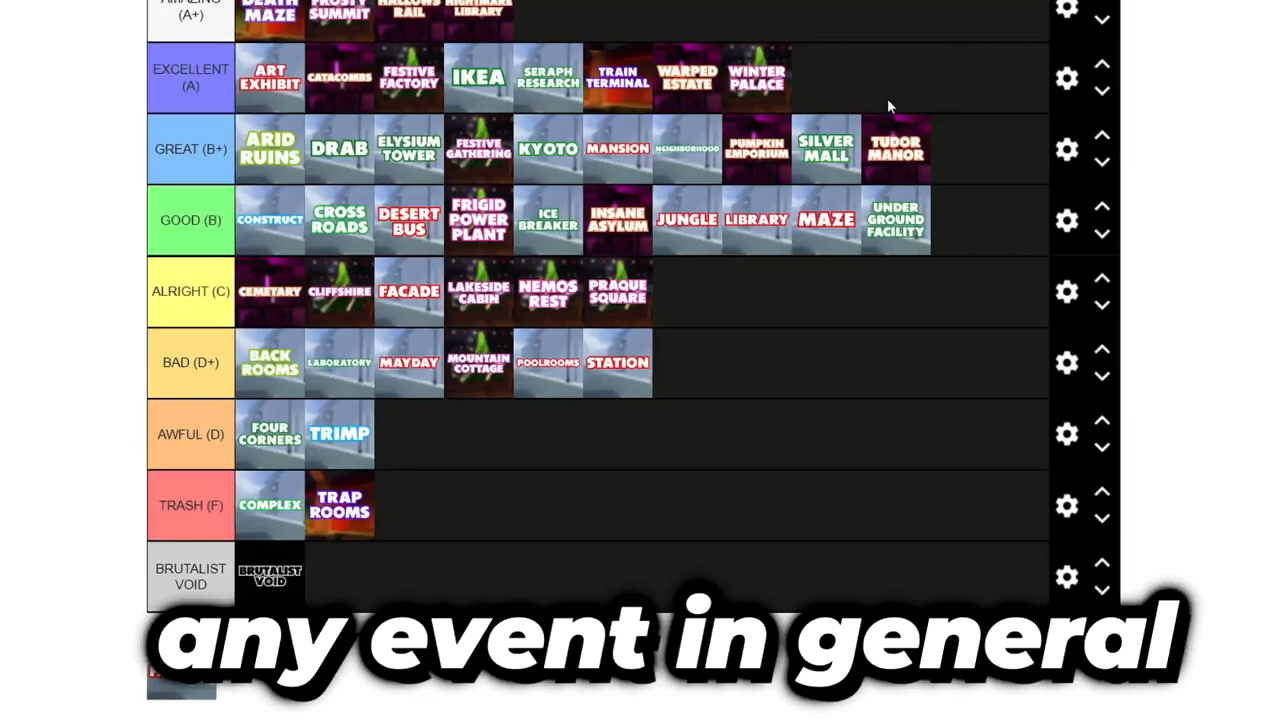 AMAZING
(A+)
DEATH
MAZE
FROSTY
SUMMIT
HALLOWS
RAIL
NIGHTMARE
LIBRARY
EXCELLENT
(A)
ART
EXHIBIT
CATACOMBS
FESTIVE
FACTORY
IKEA
SERAPH
RESEARCH
TRAIN
TERMINAL
WARPED
ESTATE
WINTER
PALACE
GREAT (B+)
ARID
RUINS
DRAB
ELYSIUM
TOWER
FESTIVE
GATHERING
KYOTO
MANSION
NEIGHBORHOOD
PUMPKIN
EMPORIUM
SILVER
MALL
TUDOR
MANOR
GOOD (B)
CONSTRUCT
CROSS
ROADS
DESERT
BUS
FRIGID
POWER
PLANT
ICE
BREAKER
INSANE
ASYLUM
JUNGLE
LIBRARY
MAZE
UNDER
GROUND
FACILITY
ALRIGHT (C)
CEMETARY
CLIFFSHIRE
FACADE
LAKESIDE
CABIN
NEMOS
REST
PRAQUE
SQUARE
BAD (D+)
BACK
ROOMS
LABORATORY
MAYDAY
MOUNTAIN
COTTAGE
POOLROOMS
STATION
AWFUL (D)
FOUR
CORNERS
TRIMP
TRASH (F)
COMPLEX
TRAP
ROOMS
BRUTALIST
VOID
BRUTALIST
VOID
any event in general